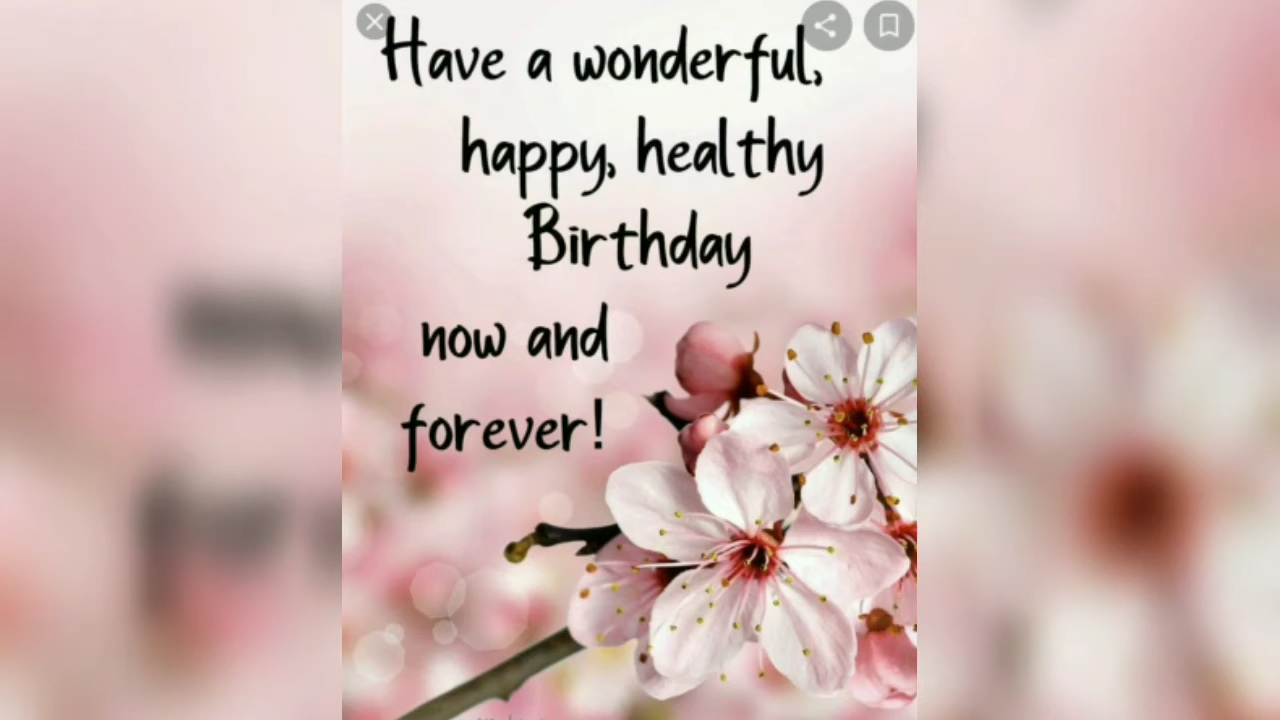 Have a wonderful,
happy, healthy
Birthday
now and
forever!